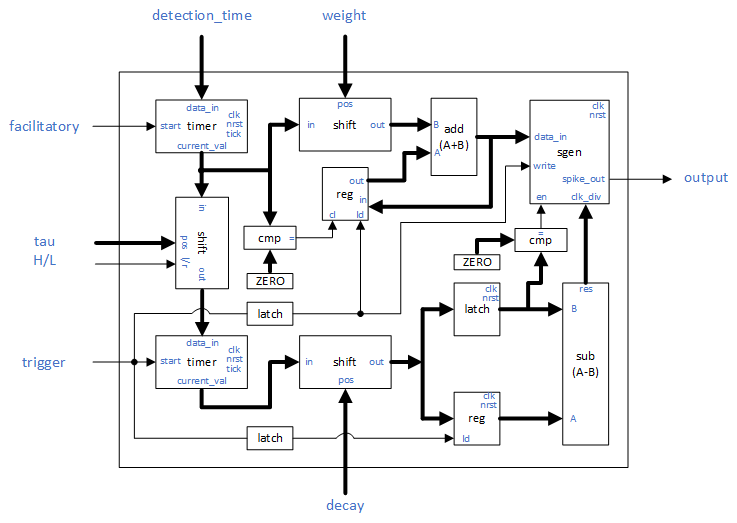 detection_time
weight
facilitatory
data_in
clk
nrst
start
timer
tick
current_val
pos
in
shift
out
B
add
A
(A+B)
clk
nrst
data_in
sgen
write
spike_out
en
clk_div
output
out
reg
in
cl
ld
in
pos
shift
l/r
out
tau
H/L
cmp
=
ZERO
=
cmp
ZERO
latch
clk
nrst
latch
res
B
sub
(A-B)
A
trigger
data_in
clk
nrst
start
timer
tick
current_val
in
shift
out
pos
clk
nrst
reg
ld
latch
decay